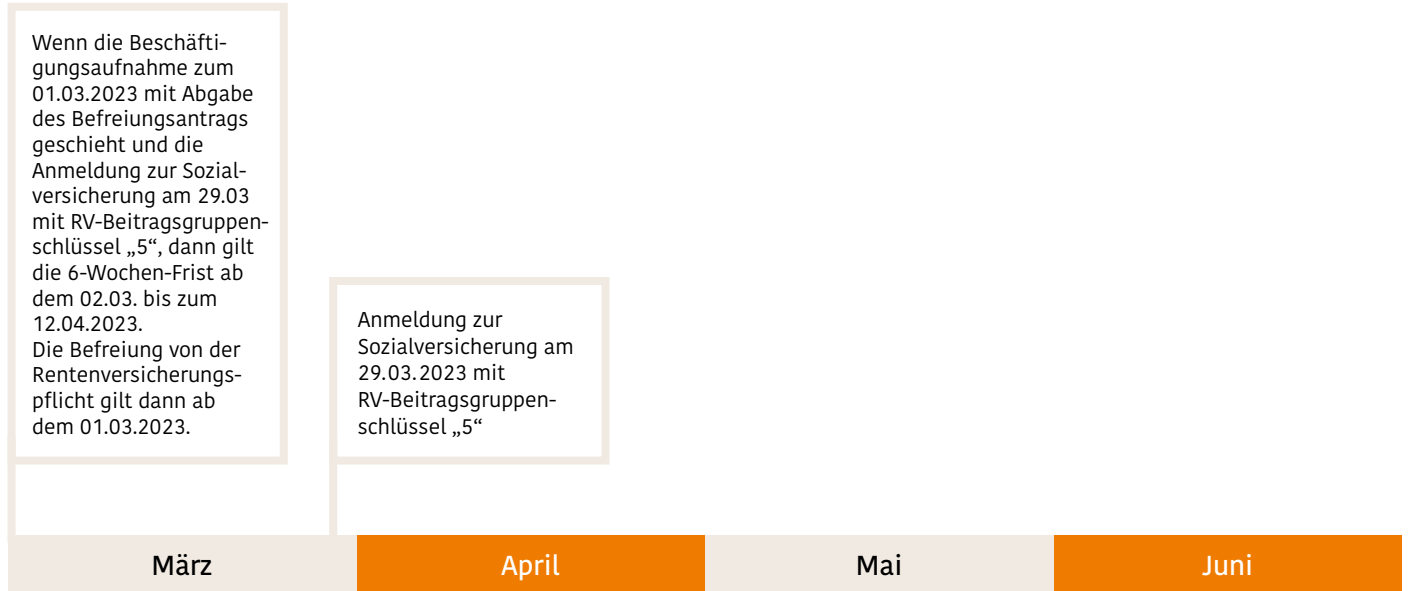 Wenn die Beschäfti-
gungsaufnahme zum
01.03.2023 mit Abgabe
des Befreiungsantrags
geschieht und die
Anmeldung zur Sozial-
versicherung am 29.03
mit RV-Beitragsgruppen-
schlüssel „5“, dann gilt
die 6-Wochen-Frist ab
dem 02.03. bis zum
12.04.2023.
Die Befreiung von der
Rentenversicherungs-
pflicht gilt dann ab
dem 01.03.2023.
Anmeldung zur
Sozialversicherung am
29.03.2023 mit
RV-Beitragsgruppen-
schlüssel „5“
März
April
Mai
Juni